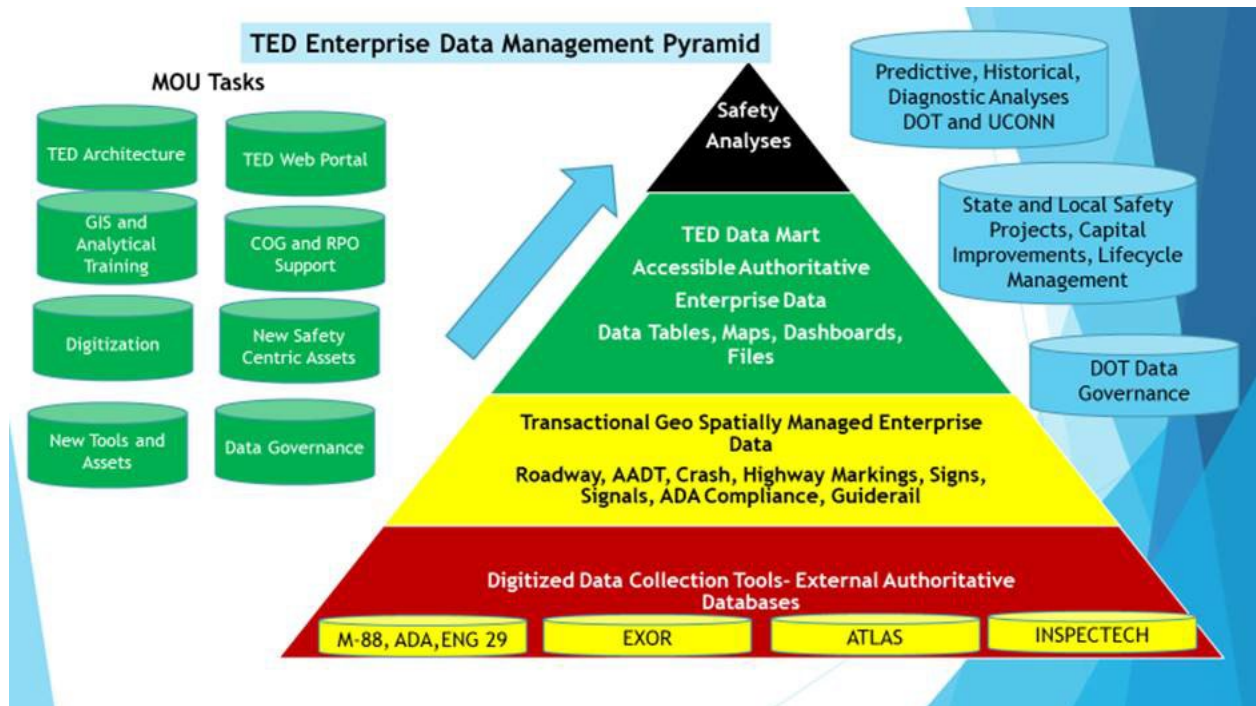 TED Enterprise Data Management Pyramid
MOU Tasks
TED Architecture
TED Web Portal
GIS and
Analytical
Training
COG and RPO
Support
Digitization
New Safety
Centric Assets
New Tools and
Assets
Data Governance
Safety
Analyses
TED Data Mart
Accessible Authoritative
Enterprise Data
Data Tables, Maps, Dashboards,
Files
Transactional Geo Spatially Managed Enterprise
Data
Roadway, AADT, Crash, Highway Markings, Signs,
Signals, ADA Compliance, Guiderail
Digitized Data Collection Tools- External Authoritative
Databases
M-88, ADA,ENG 29
EXOR
ATLAS
INSPECTECH
Predictive, Historical,
Diagnostic Analyses
DOT and UCONN
State and Local Safety
Projects, Capital
Improvements, Lifecycle
Management
DOT Data
Governance